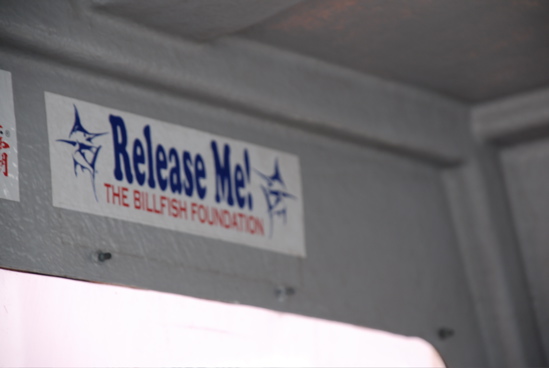 Release Me!
THE BILLFISH FOUNDATION